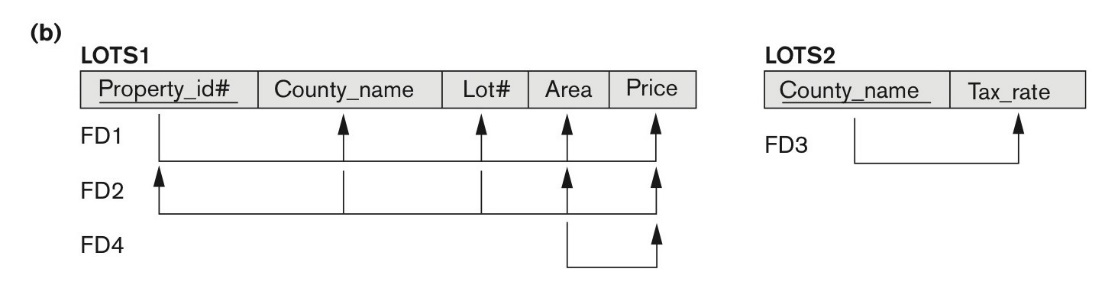 (b)
LOTS1
Property_id# County_name Lot# Area Price
FD1
FD2
FD4
LOTS2
County_name Tax_rate
FD3